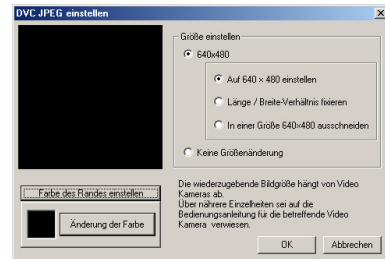 DVC JPEG einstellen
Größe einstellen
640x480
Auf 640 × 480 einstellen
Länge / Breite-Verhältnis fixieren
In einer Größe 640×480 ausschneiden
Keine Größenänderung
Farbe des Randes einstellen
Änderung der Farbe
Die wiederzugebende Bildgröße hängt von Video
Kameras ab.
Über nährere Einzelheiten sei auf die
Bedienungsanleitung für die betreffende Video
Kamera verwiesen.
OK
Abbrechen